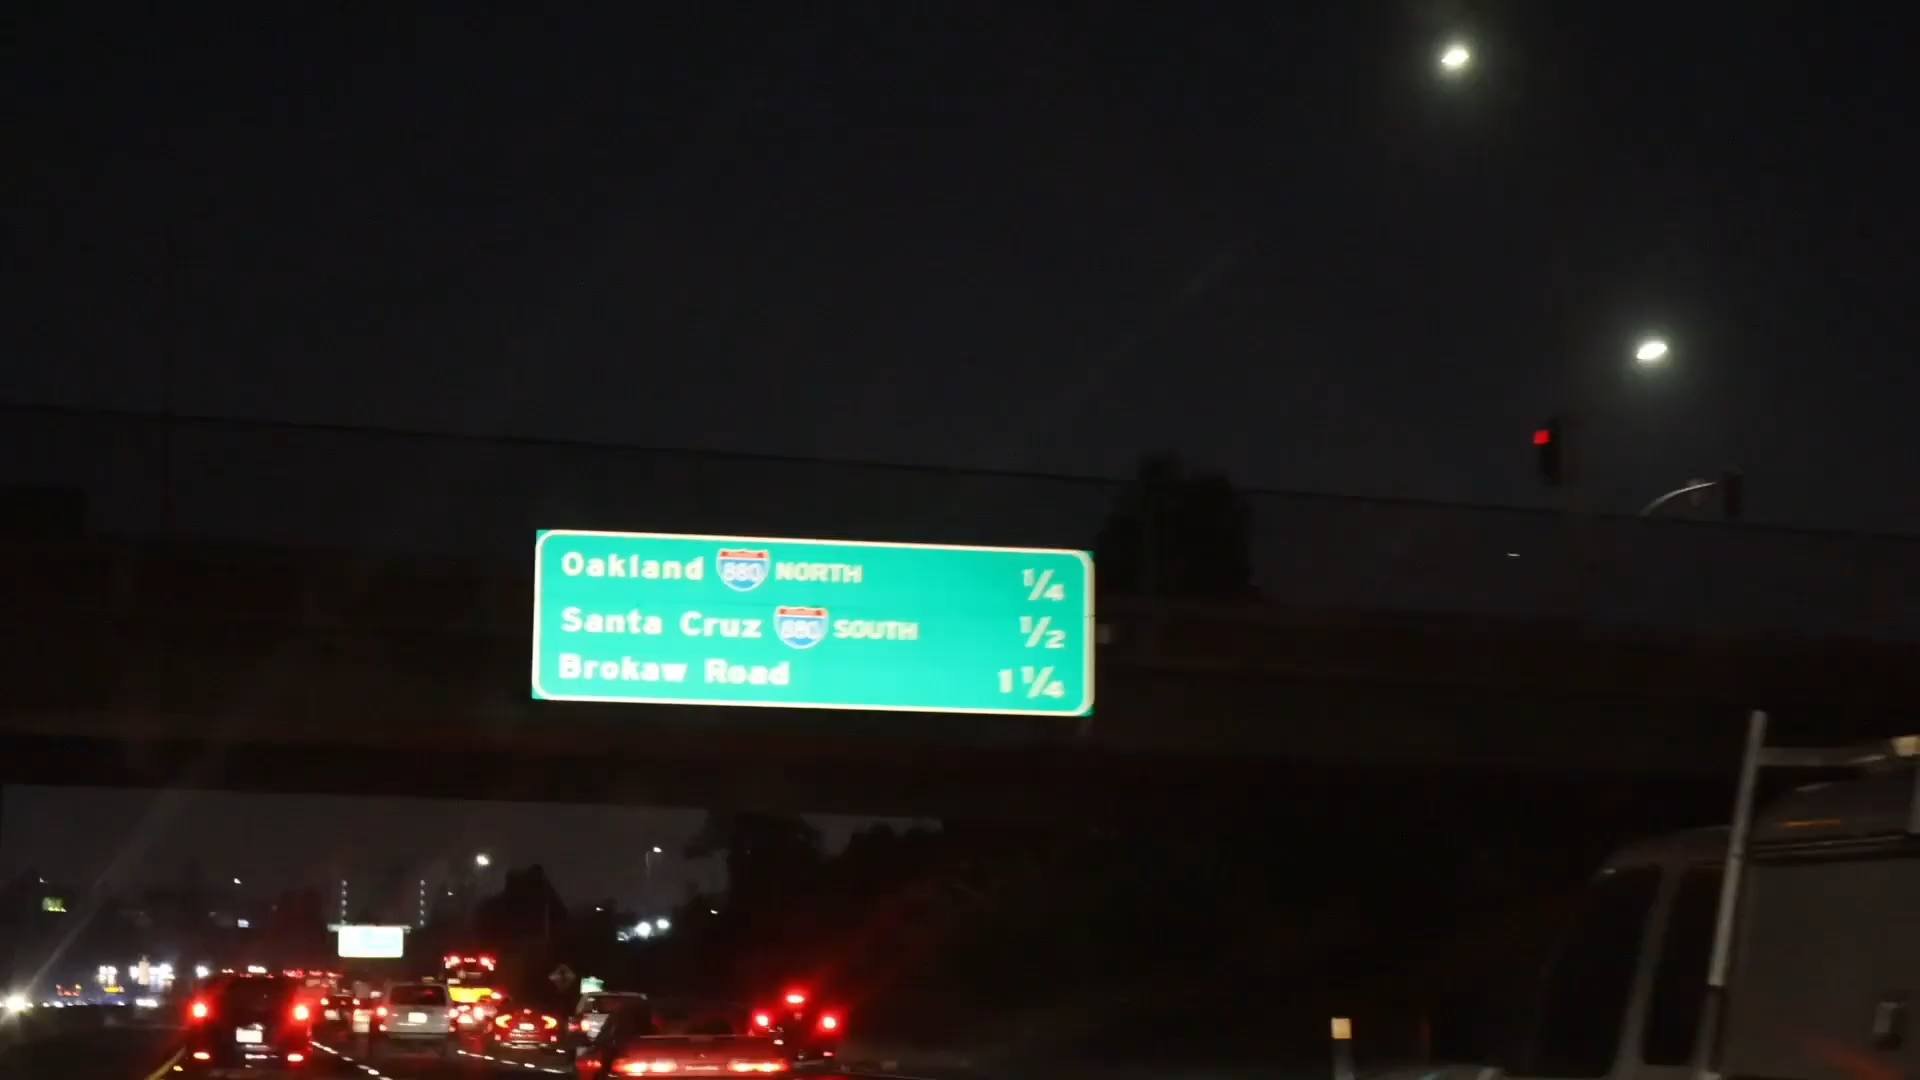 Oakland 880 NORTH 1/4
Santa Cruz 880 SOUTH 1/2
Brokaw Road 1 1/4